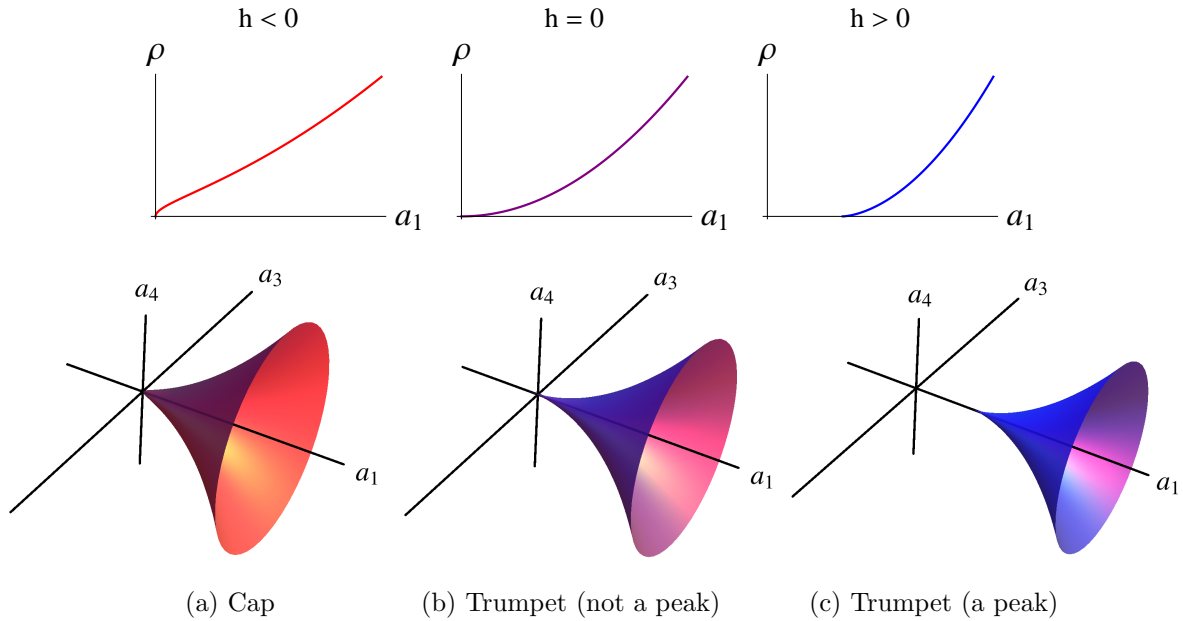 h < 0
h = 0
h > 0
ρ
ρ
ρ
a₁
a₁
a₁
a₄
a₃
a₁
a₄
a₃
a₁
a₄
a₃
a₁
(a) Cap
(b) Trumpet (not a peak)
(c) Trumpet (a peak)